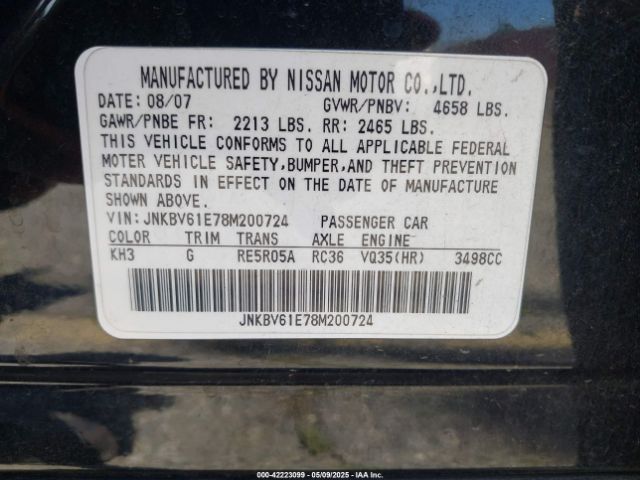 MANUFACTURED BY NISSAN MOTOR CO.,LTD.
DATE: 08/07 GVWR/PNBV: 4658 LBS.
GAWR/PNBE FR: 2213 LBS. RR: 2465 LBS.
THIS VEHICLE CONFORMS TO ALL APPLICABLE FEDERAL
MOTER VEHICLE SAFETY,BUMPER,AND THEFT PREVENTION
STANDARDS IN EFFECT ON THE DATE OF MANUFACTURE
SHOWN ABOVE.
VIN: JNKBV61E78M200724 PASSENGER CAR
COLOR TRIM TRANS AXLE ENGINE
KH3 G RE5R05A RC36 VQ35(HR) 3498CC
JNKBV61E78M200724
000-42223099 | 05/09/2025 | IAA Inc.